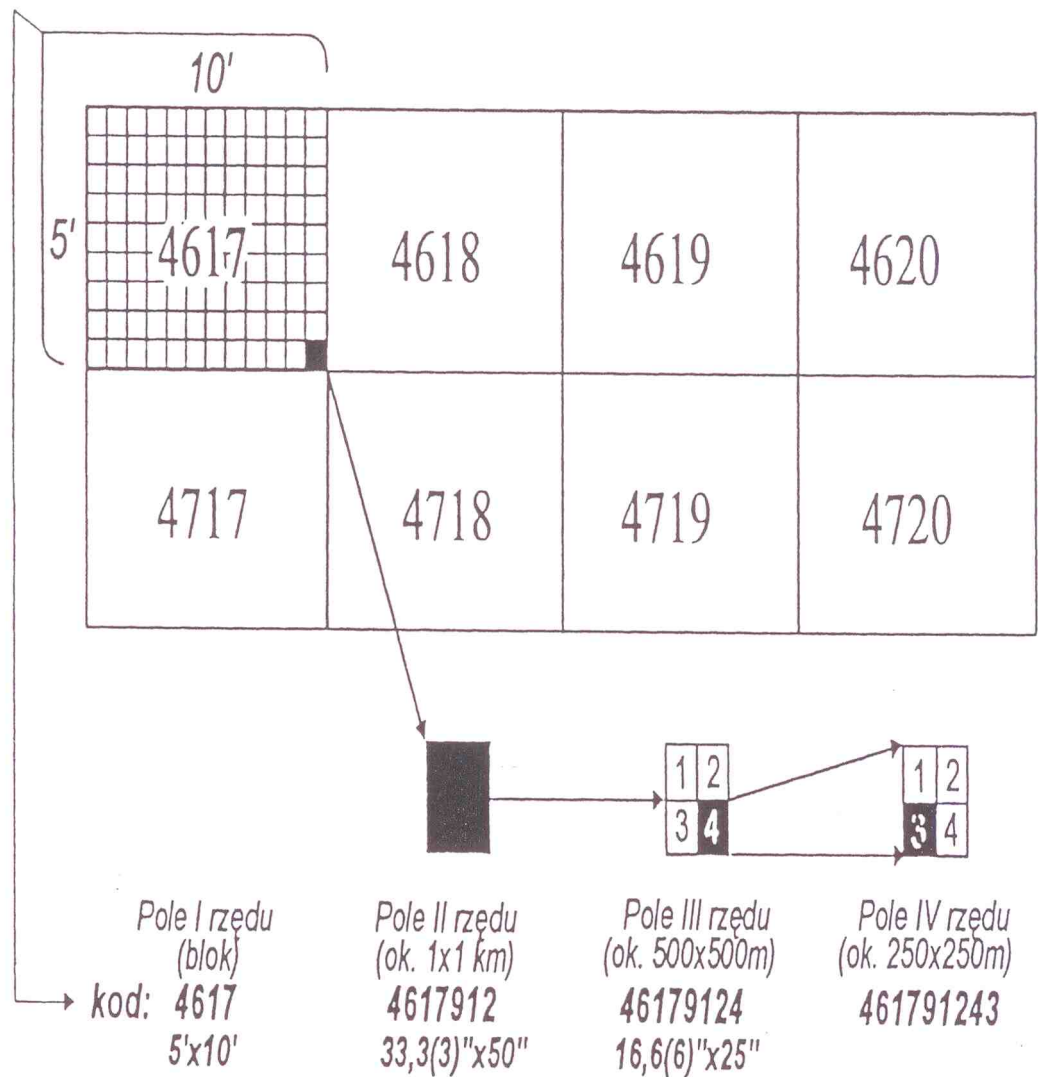 10'
5'
4617 4618 4619 4620
4717 4718 4719 4720
1 2 1 2
3 4 3 4
Pole I rzędu Pole II rzędu Pole III rzędu Pole IV rzędu
(blok) (ok. 1x1 km) (ok. 500x500m) (ok. 250x250m)
kod: 4617 4617912 46179124 461791243
5'x10' 33,3(3)"x50" 16,6(6)"x25"